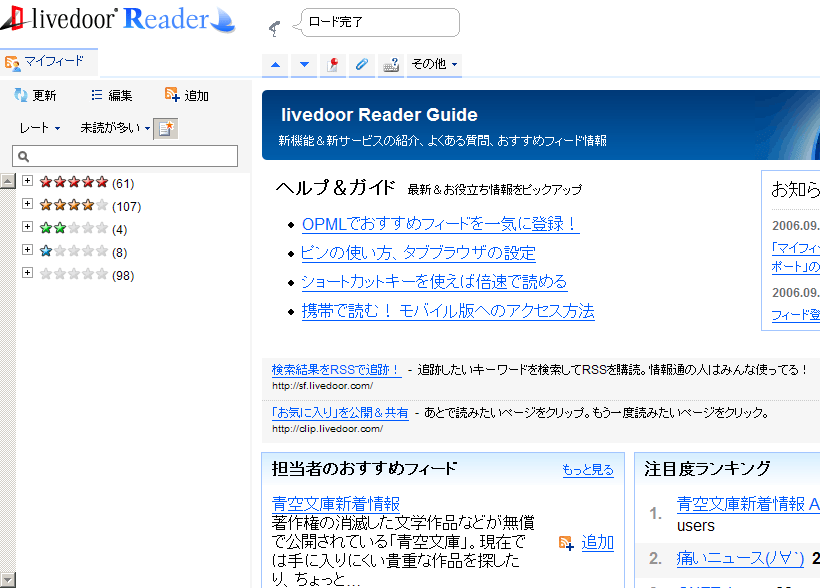 livedoor Reader
ロード完了
マイフィード
その他
更新 編集 追加
レート 未読が多い
livedoor Reader Guide
新機能＆新サービスの紹介、よくある質問、おすすめフィード情報
(61)
(107)
(4)
(8)
(98)
ヘルプ＆ガイド 最新＆お役立ち情報をピックアップ
OPMLでおすすめフィードを一気に登録！
ピンの使い方、タブブラウザの設定
ショートカットキーを使えば倍速で読める
携帯で読む！ モバイル版へのアクセス方法
お知ら
2006.09.
「マイフィ
ポート」の
2006.09.
フィード登
検索結果をRSSで追跡！ - 追跡したいキーワードを検索してRSSを購読。情報通の人はみんな使ってる！
http://sf.livedoor.com/
「お気に入り」を公開＆共有 - あとで読みたいページをクリップ。もう一度読みたいページをクリック。
http://clip.livedoor.com/
担当者のおすすめフィード もっと見る
青空文庫新着情報
著作権の消滅した文学作品などが無償
で公開されている「青空文庫」。現在で
は手に入りにくい貴重な作品を探した
り、ちょっと...
追加
注目度ランキング
1. 青空文庫新着情報 A
users
2. 痛いニュース(ﾉ∀`) 2